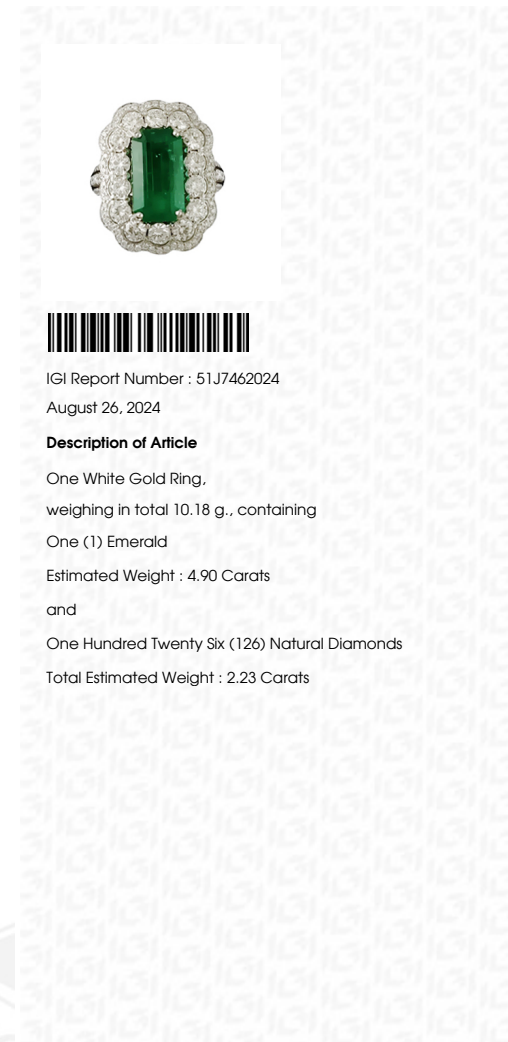 IGI Report Number : 51J7462024
August 26, 2024
Description of Article
One White Gold Ring,
weighing in total 10.18 g., containing
One (1) Emerald
Estimated Weight : 4.90 Carats
and
One Hundred Twenty Six (126) Natural Diamonds
Total Estimated Weight : 2.23 Carats